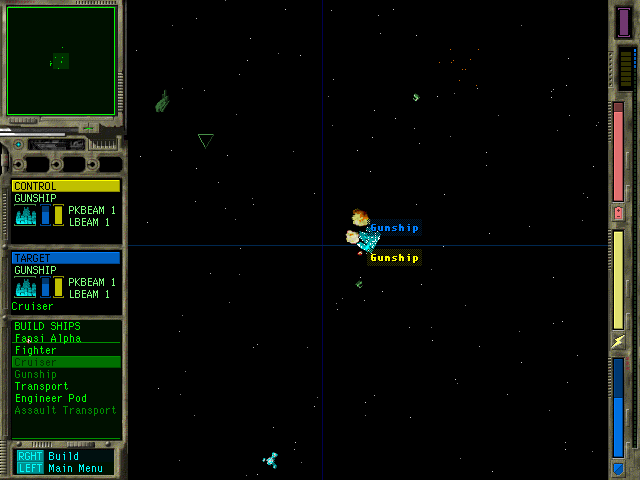 CONTROL
GUNSHIP
PKBEAM 1
LBEAM 1
TARGET
GUNSHIP
PKBEAM 1
LBEAM 1
Cruiser
BUILD SHIPS
Fansi Alpha
Fighter
Cruiser
Gunship
Transport
Engineer Pod
Assault Transport
RGHT Build
LEFT Main Menu
Gunship
Gunship